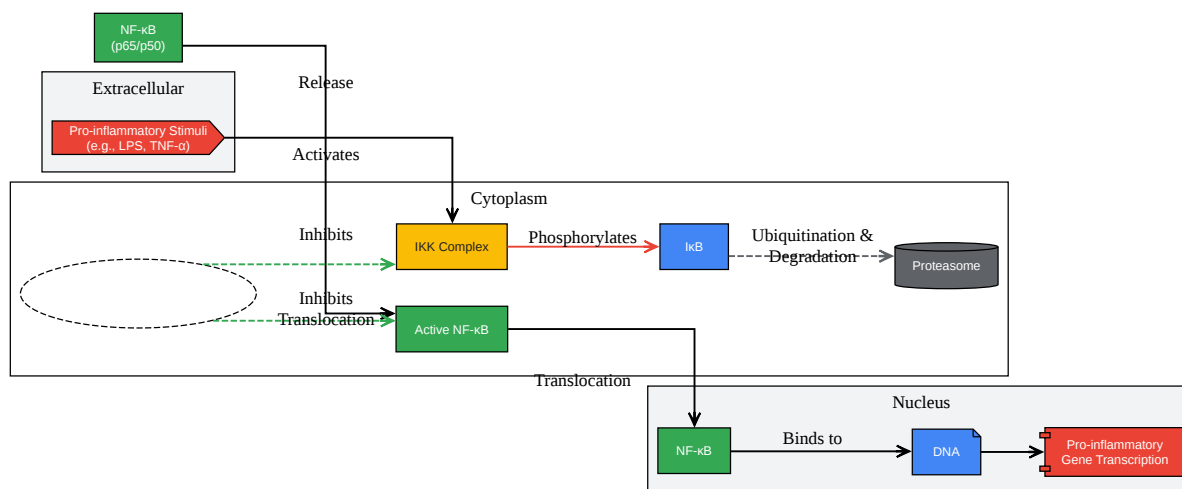 NF-κB
(p65/p50)
Release
Extracellular
Pro-inflammatory Stimuli
(e.g., LPS, TNF-α)
Activates
Cytoplasm
Inhibits
IKK Complex
Phosphorylates
IκB
Ubiquitination &
Degradation
Proteasome
Inhibits
Translocation
Active NF-κB
Translocation
Nucleus
NF-κB
Binds to
DNA
Pro-inflammatory
Gene Transcription